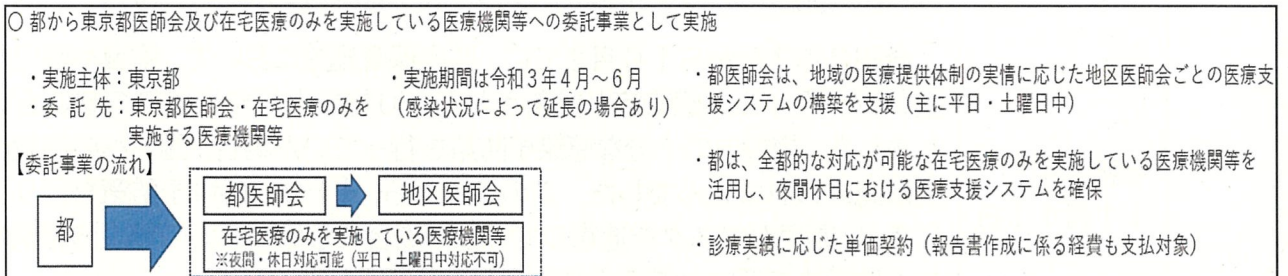 ○ 都から東京都医師会及び在宅医療のみを実施している医療機関等への委託事業として実施
・実施主体：東京都
・委 託 先：東京都医師会・在宅医療のみを
実施する医療機関等
・実施期間は令和３年４月～６月
（感染状況によって延長の場合あり）
【委託事業の流れ】
都
都医師会
地区医師会
在宅医療のみを実施している医療機関等
※夜間・休日対応可能（平日・土曜日中対応不可）
・都医師会は、地域の医療提供体制の実情に応じた地区医師会ごとの医療支
援システムの構築を支援（主に平日・土曜日中）
・都は、全都的な対応が可能な在宅医療のみを実施している医療機関等を
活用し、夜間休日における医療支援システムを確保
・診療実績に応じた単価契約（報告書作成に係る経費も支払対象）